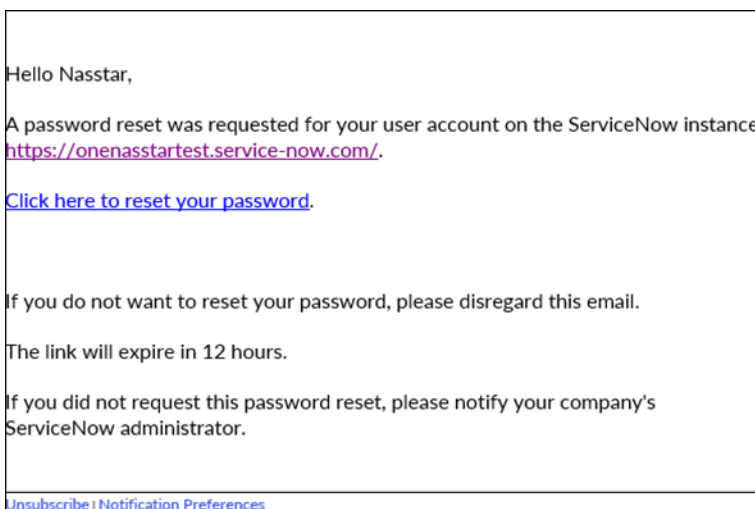 Hello Nasstar,
A password reset was requested for your user account on the ServiceNow instance
https://onenasstartest.service-now.com/.
Click here to reset your password.
If you do not want to reset your password, please disregard this email.
The link will expire in 12 hours.
If you did not request this password reset, please notify your company's
ServiceNow administrator.
Unsubscribe | Notification Preferences